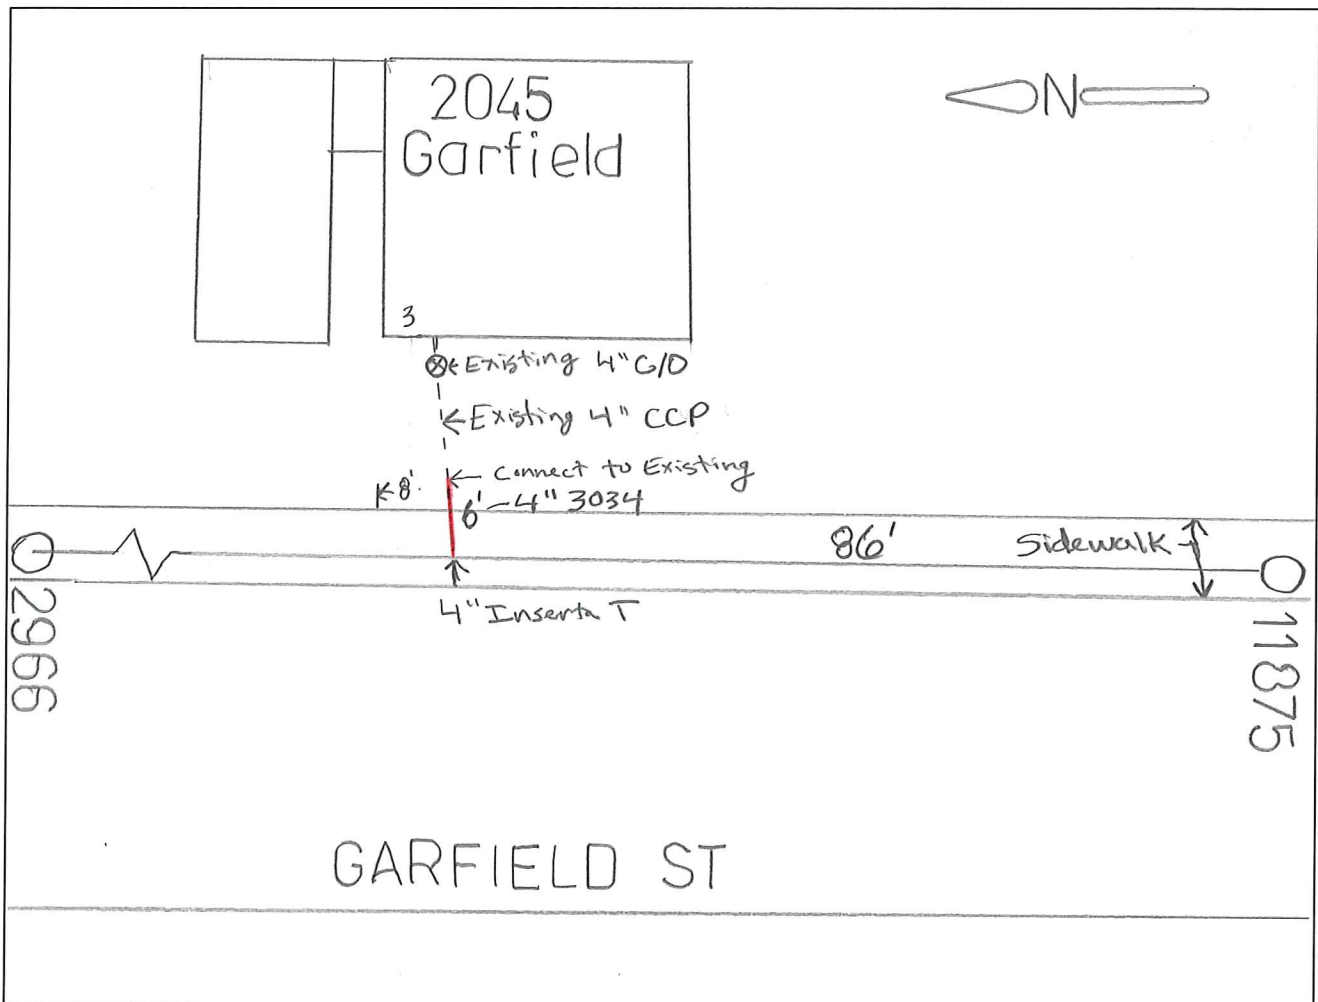 2045
Garfield
N
3
Existing 4" C/O
Existing 4" CCP
Connect to Existing
8'
6'-4" 3034
86'
Sidewalk
4" Inserta T
2966
11875
GARFIELD ST